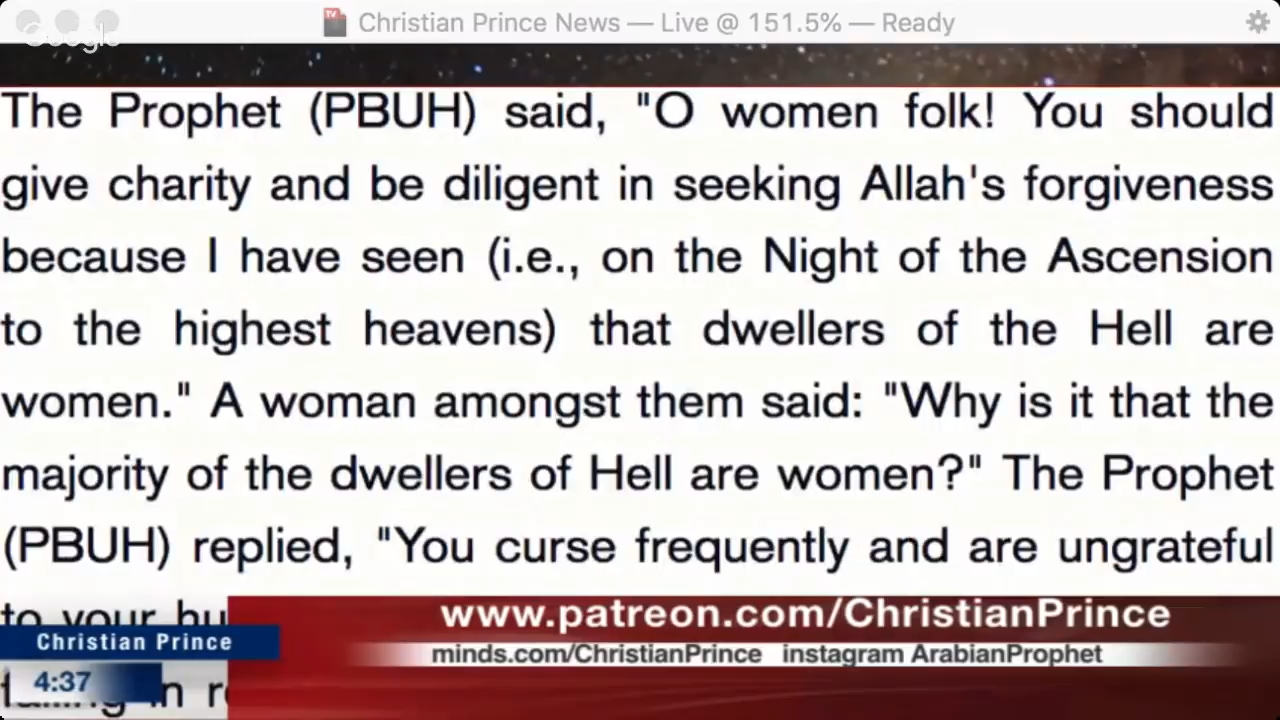 Christian Prince News — Live @ 151.5% — Ready
Google
The Prophet (PBUH) said, "O women folk! You should
give charity and be diligent in seeking Allah's forgiveness
because I have seen (i.e., on the Night of the Ascension
to the highest heavens) that dwellers of the Hell are
women." A woman amongst them said: "Why is it that the
majority of the dwellers of Hell are women?" The Prophet
(PBUH) replied, "You curse frequently and are ungrateful
to your
www.patreon.com/ChristianPrince
Christian Prince
minds.com/ChristianPrince instagram ArabianProphet
4:37
in